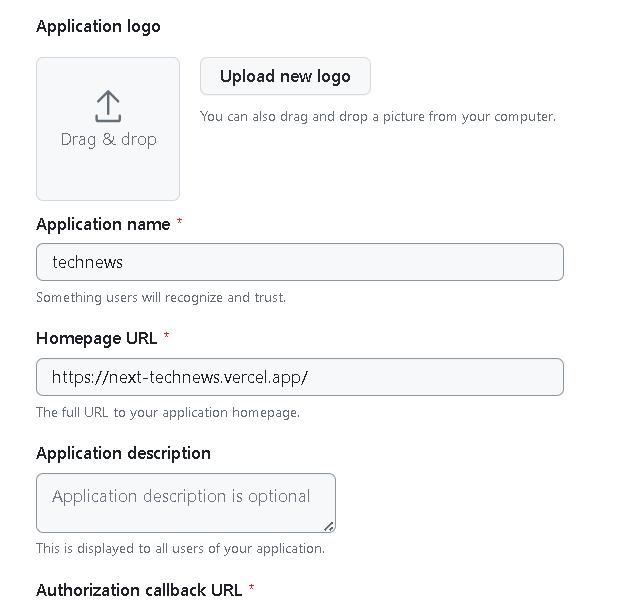 Application logo
Upload new logo
Drag & drop
You can also drag and drop a picture from your computer.
Application name *
technews
Something users will recognize and trust.
Homepage URL *
https://next-technews.vercel.app/
The full URL to your application homepage.
Application description
Application description is optional
This is displayed to all users of your application.
Authorization callback URL *